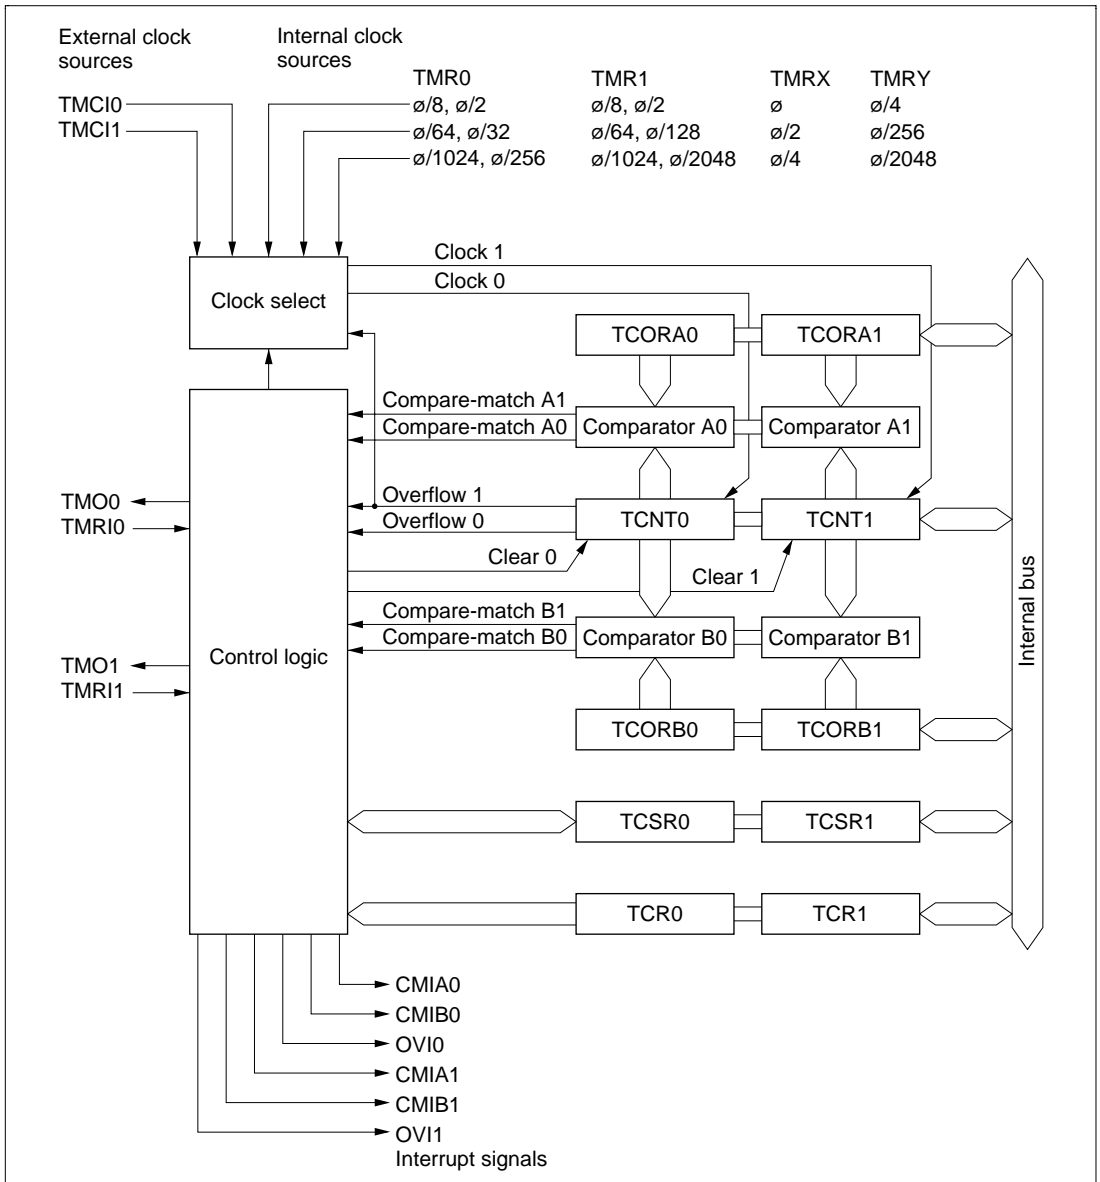 External clock
sources
Internal clock
sources
TMR0 TMR1 TMRX TMRY
TMCI0 ø/8, ø/2 ø/8, ø/2 ø ø/4
TMCI1 ø/64, ø/32 ø/64, ø/128 ø/2 ø/256
ø/1024, ø/256 ø/1024, ø/2048 ø/4 ø/2048
Clock 1
Clock 0
Clock select
TCORA0 TCORA1
Compare-match A1
Compare-match A0
Comparator A0 Comparator A1
TMO0
TMRI0
Overflow 1
Overflow 0
TCNT0 TCNT1
Clear 0
Clear 1
Compare-match B1
Compare-match B0
Comparator B0 Comparator B1
Control logic
TMO1
TMRI1
Internal bus
TCORB0 TCORB1
TCSR0 TCSR1
TCR0 TCR1
CMIA0
CMIB0
OVI0
CMIA1
CMIB1
OVI1
Interrupt signals